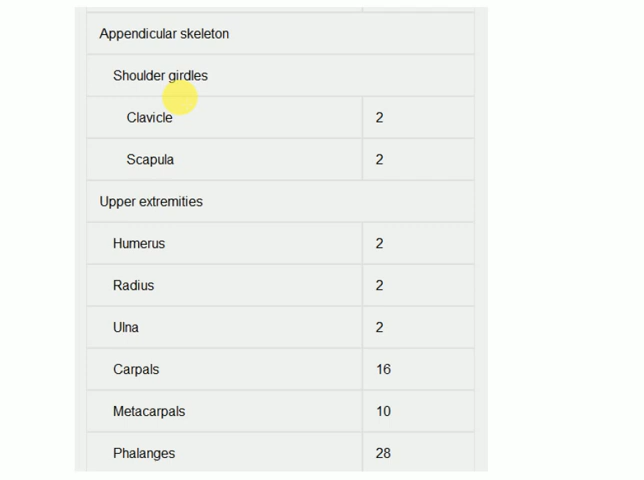 Appendicular skeleton
Shoulder girdles
Clavicle 2
Scapula 2
Upper extremities
Humerus 2
Radius 2
Ulna 2
Carpals 16
Metacarpals 10
Phalanges 28